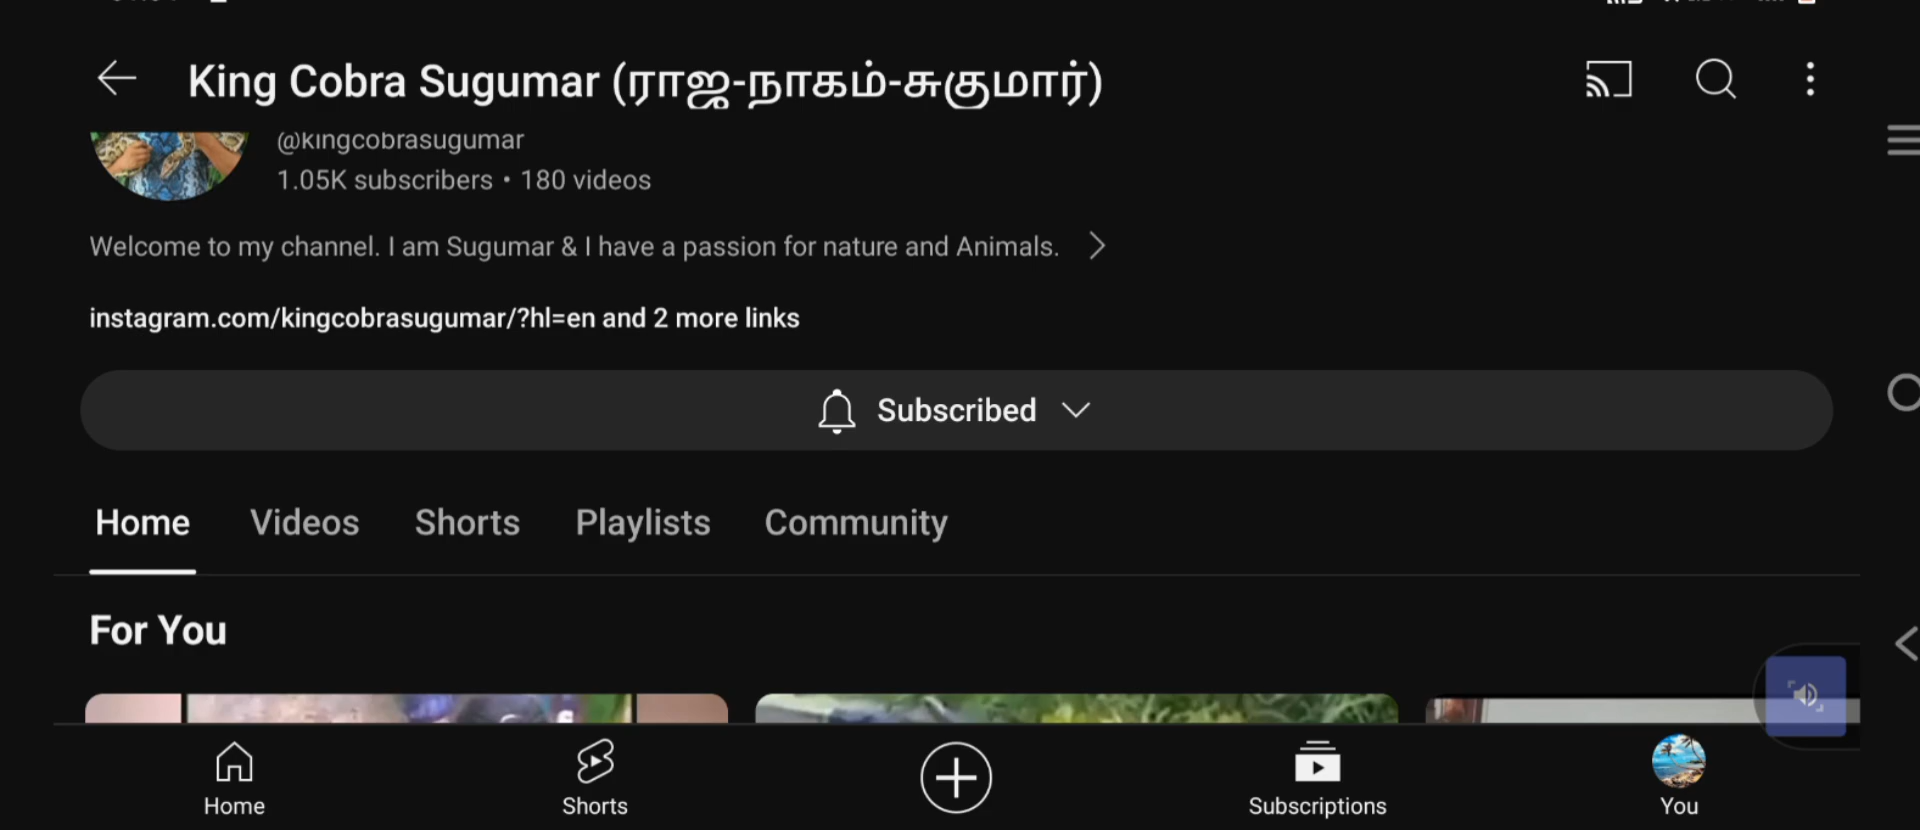 King Cobra Sugumar (ராஜ-நாகம்-சுகுமார்)
@kingcobrasugumar
1.05K subscribers • 180 videos
Welcome to my channel. I am Sugumar & I have a passion for nature and Animals.
instagram.com/kingcobrasugumar/?hl=en and 2 more links
Subscribed
Home Videos Shorts Playlists Community
For You
Home Shorts Subscriptions You